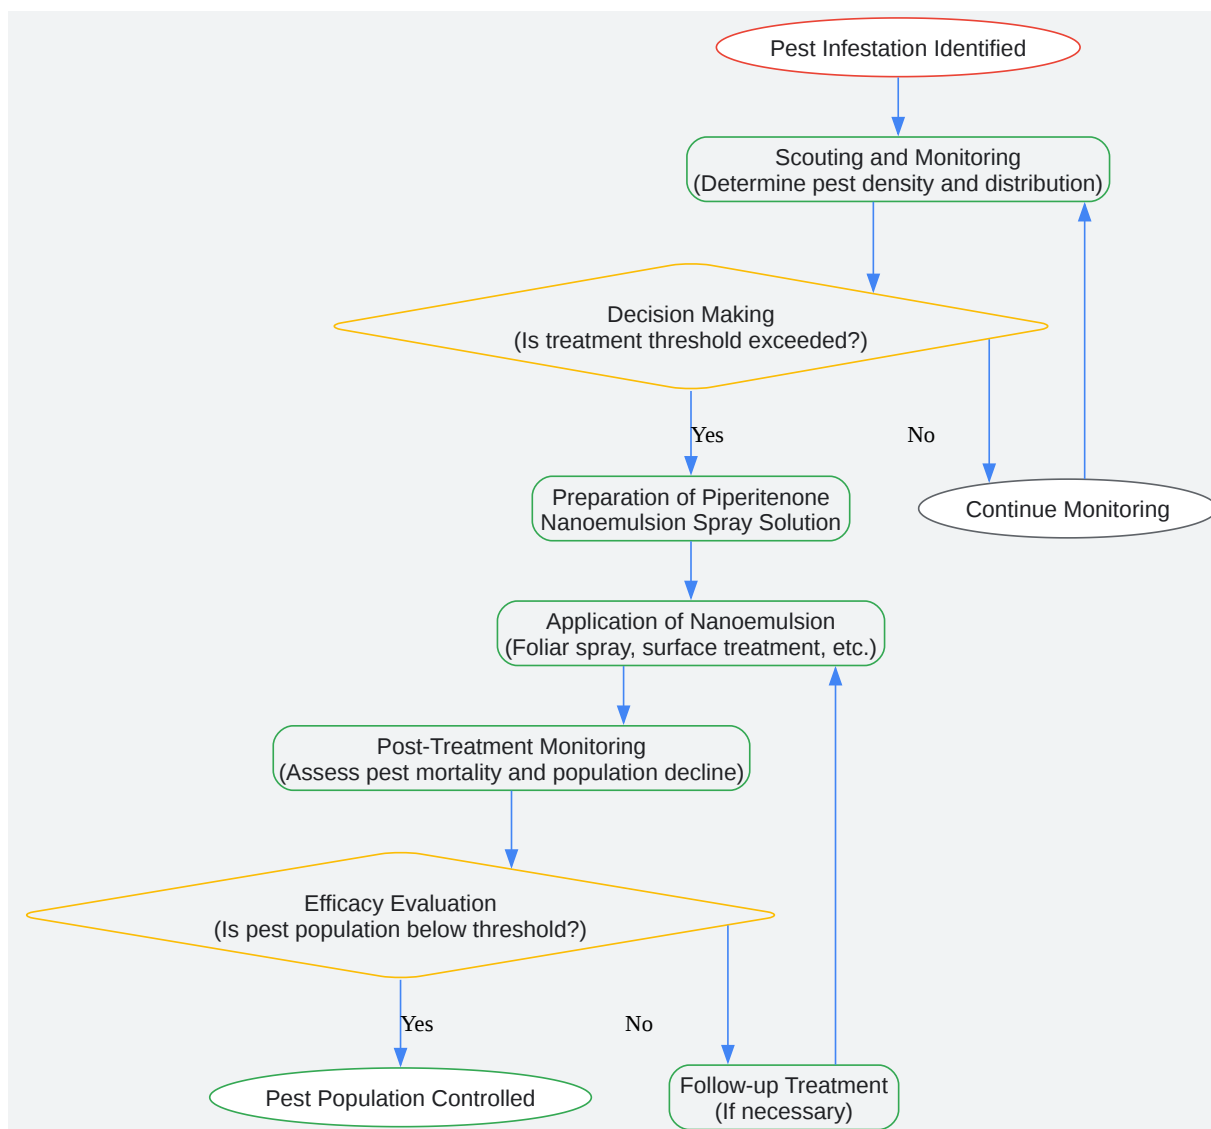 Pest Infestation Identified
Scouting and Monitoring
(Determine pest density and distribution)
Decision Making
(Is treatment threshold exceeded?)
Yes
No
Preparation of Piperitenone
Nanoemulsion Spray Solution
Continue Monitoring
Application of Nanoemulsion
(Foliar spray, surface treatment, etc.)
Post-Treatment Monitoring
(Assess pest mortality and population decline)
Efficacy Evaluation
(Is pest population below threshold?)
Yes
No
Pest Population Controlled
Follow-up Treatment
(If necessary)